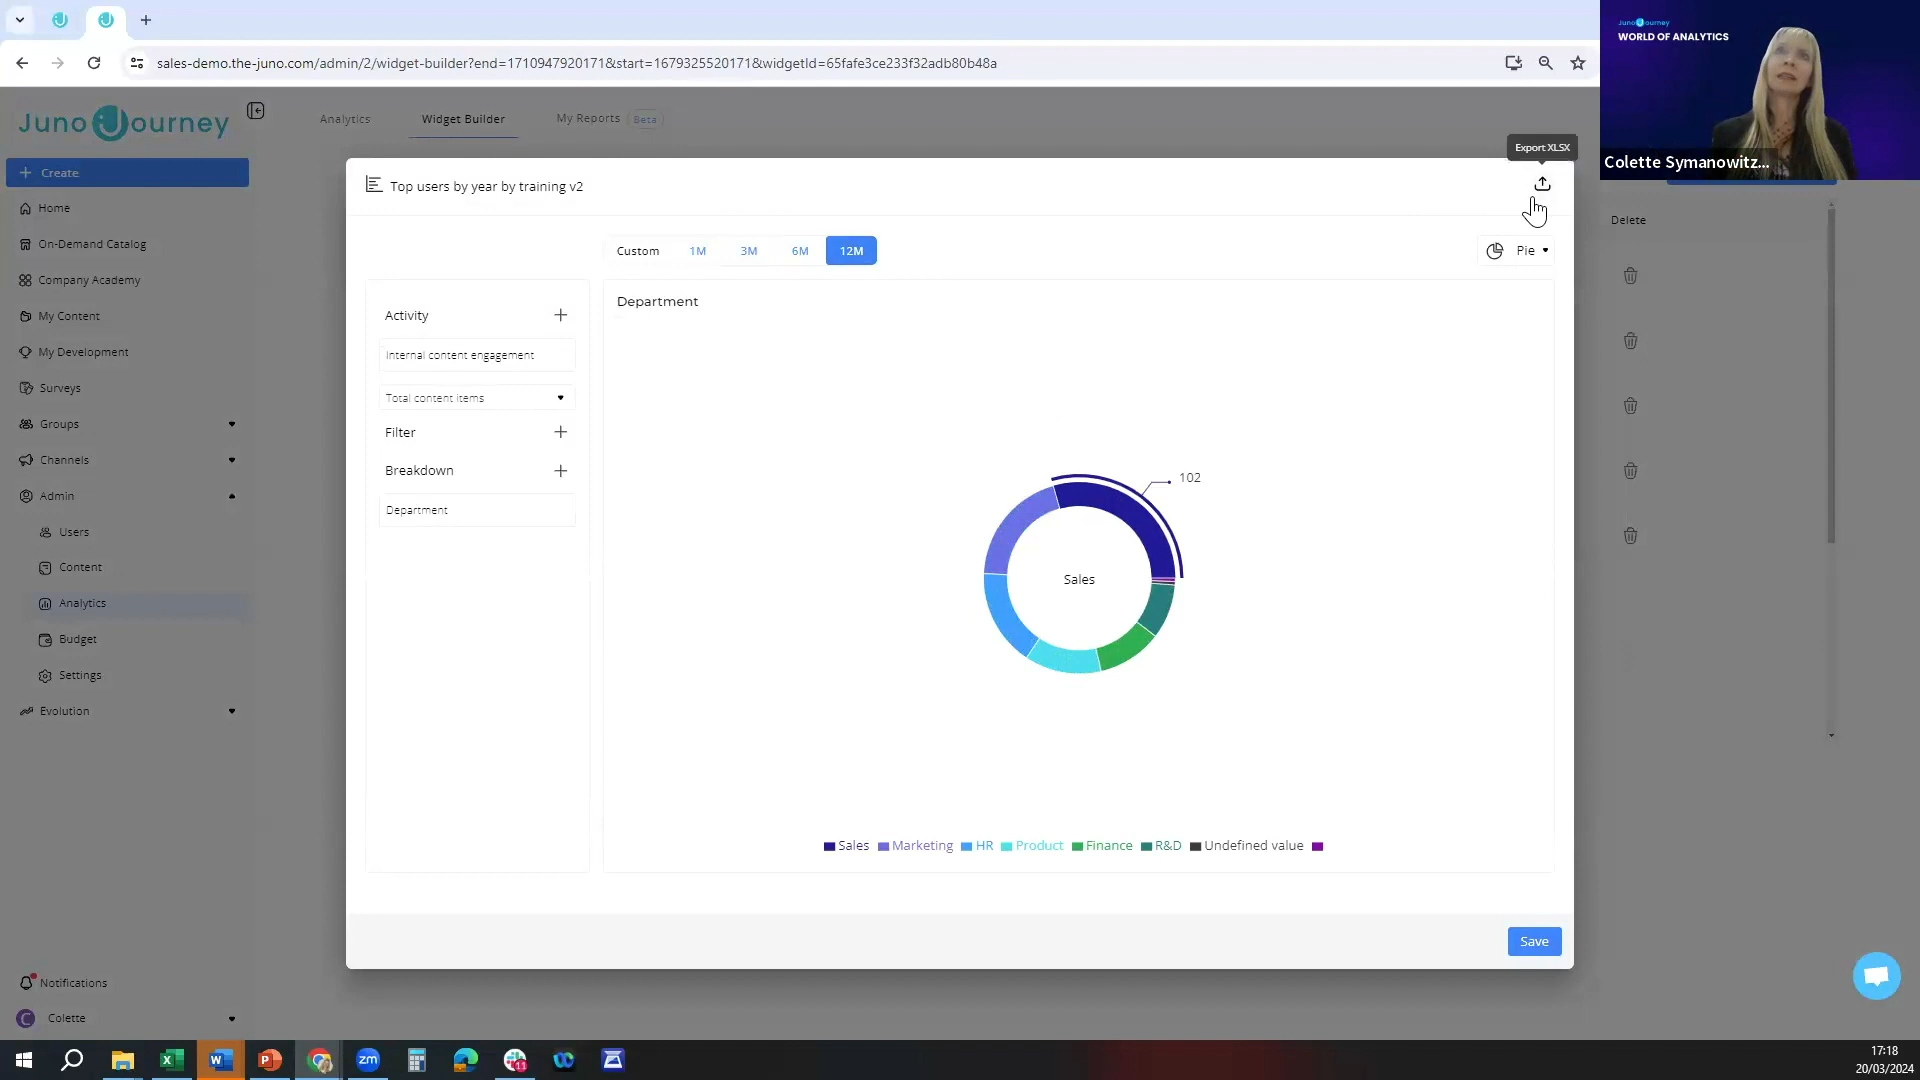 sales-demo.the-juno.com/admin/2/widget-builder?end=1710947920171&start=1679325520171&widgetId=65fafe3ce233f32adb80b48a
Juno Journey
WORLD OF ANALYTICS
Colette Symanowitz...
Juno Journey
Analytics
Widget Builder
My Reports Beta
Create
Home
On-Demand Catalog
Company Academy
My Content
My Development
Surveys
Groups
Channels
Admin
Users
Content
Analytics
Budget
Settings
Evolution
Notifications
C Colette
Export XLSX
Top users by year by training v2
Custom 1M 3M 6M 12M
Pie
Delete
Activity
Internal content engagement
Total content items
Filter
Breakdown
Department
Department
102
Sales
Sales Marketing HR Product Finance R&D Undefined value
Save
zm
11
17:18
20/03/2024